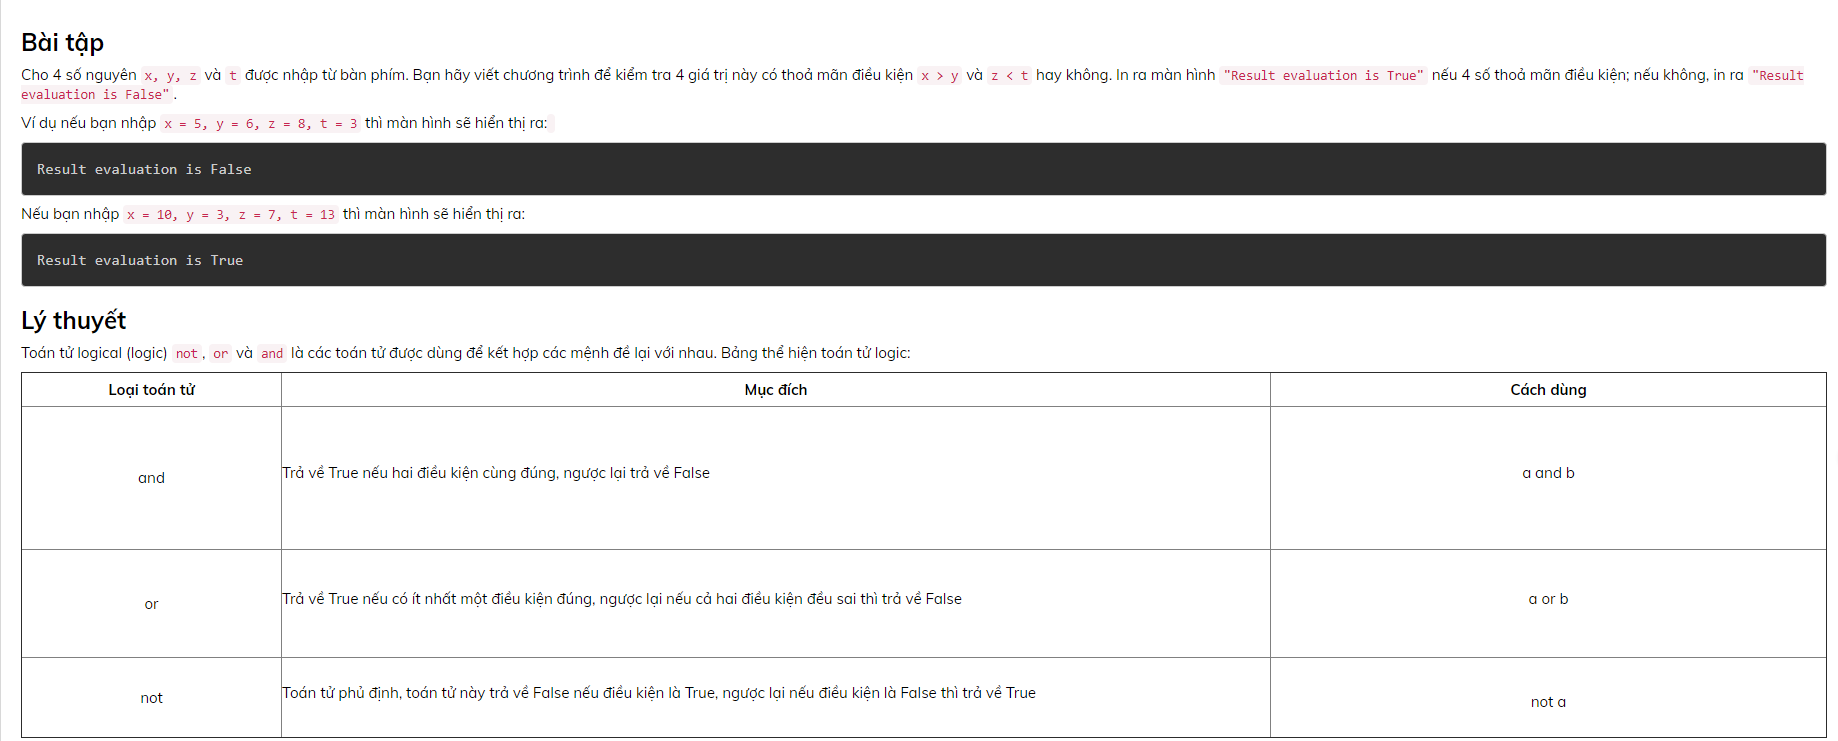 Bài tập
Cho 4 số nguyên x, y, z và t được nhập từ bàn phím. Bạn hãy viết chương trình để kiểm tra 4 giá trị này có thoả mãn điều kiện x > y và z < t hay không. In ra màn hình "Result evaluation is True" nếu 4 số thoả mãn điều kiện; nếu không, in ra "Result
evaluation is False".
Ví dụ nếu bạn nhập x = 5, y = 6, z = 8, t = 3 thì màn hình sẽ hiển thị ra:
Result evaluation is False
Nếu bạn nhập x = 10, y = 3, z = 7, t = 13 thì màn hình sẽ hiển thị ra:
Result evaluation is True
Lý thuyết
Toán tử logical (logic) not, or và and là các toán tử được dùng để kết hợp các mệnh đề lại với nhau. Bảng thể hiện toán tử logic:
Loại toán tử Mục đích Cách dùng
and Trả về True nếu hai điều kiện cùng đúng, ngược lại trả về False a and b
or Trả về True nếu có ít nhất một điều kiện đúng, ngược lại nếu cả hai điều kiện đều sai thì trả về False a or b
not Toán tử phủ định, toán tử này trả về False nếu điều kiện là True, ngược lại nếu điều kiện là False thì trả về True not a